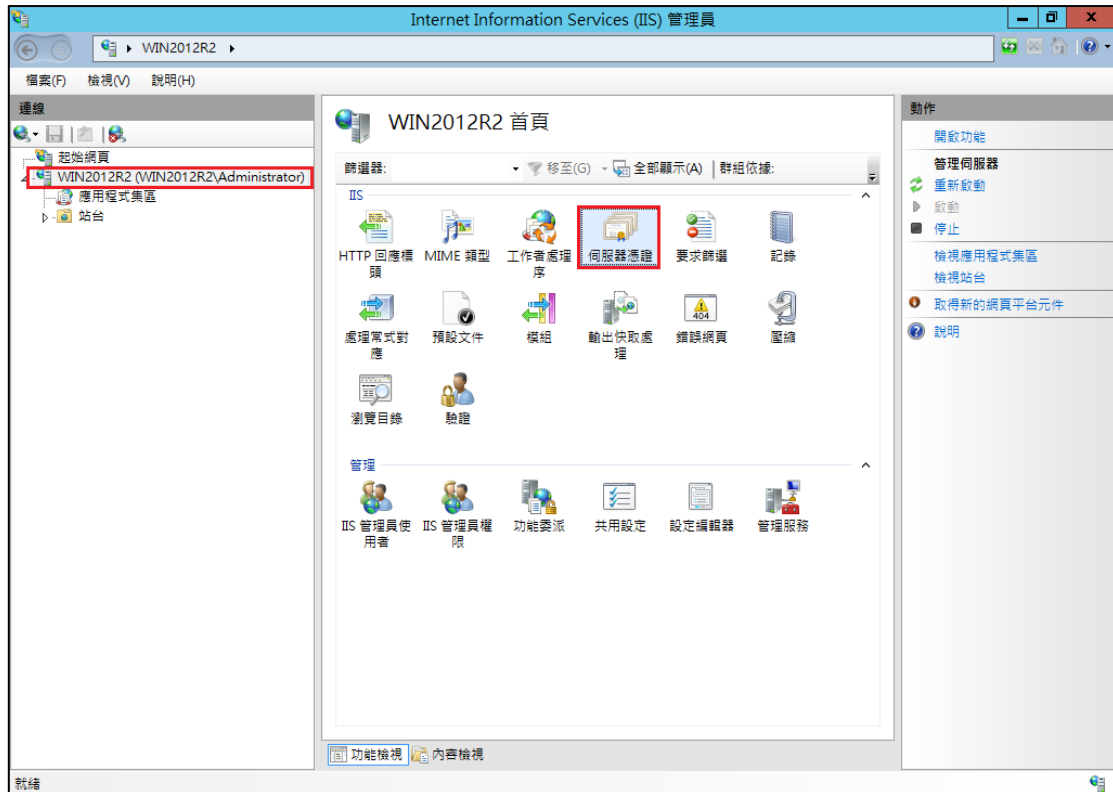 Internet Information Services (IIS) 管理員
WIN2012R2
檔案(F) 檢視(V) 說明(H)
連線
起始網頁
WIN2012R2 (WIN2012R2\Administrator)
應用程式集區
站台
WIN2012R2 首頁
篩選器: 移至(G) 全部顯示(A) 群組依據:
IIS
HTTP 回應標 MIME 類型 工作者處理 伺服器憑證 要求篩選 記錄
頭 序
處理常式對 預設文件 模組 輸出快取處 錯誤網頁 壓縮
應 理
404
瀏覽目錄 驗證
管理
IIS 管理員使 IIS 管理員權 功能委派 共用設定 設定編輯器 管理服務
用者 限
功能檢視 內容檢視
動作
開啟功能
管理伺服器
重新啟動
啟動
停止
檢視應用程式集區
檢視站台
取得新的網頁平台元件
說明
就緒